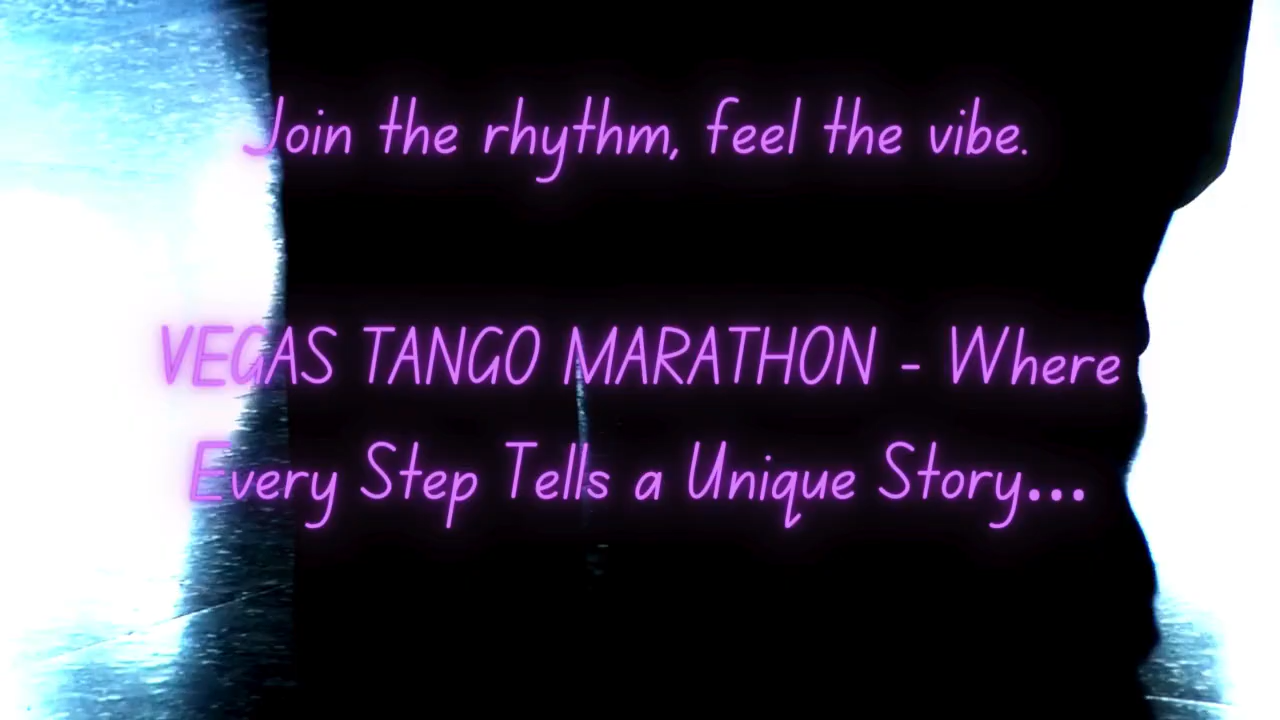 Join the rhythm, feel the vibe.
VEGAS TANGO MARATHON - Where
Every Step Tells a Unique Story...